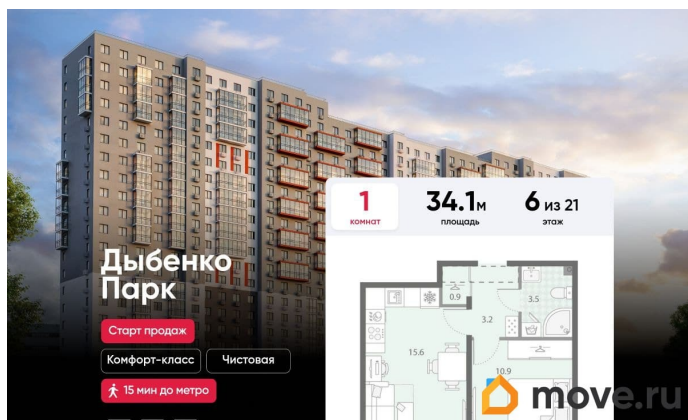 1
комнат
34.1м
площадь
6 из 21
этаж
Дыбенко
Парк
Старт продаж
Комфорт-класс
Чистовая
15 мин до метро
0.9
3.2
3.5
15.6
10.9
move.ru